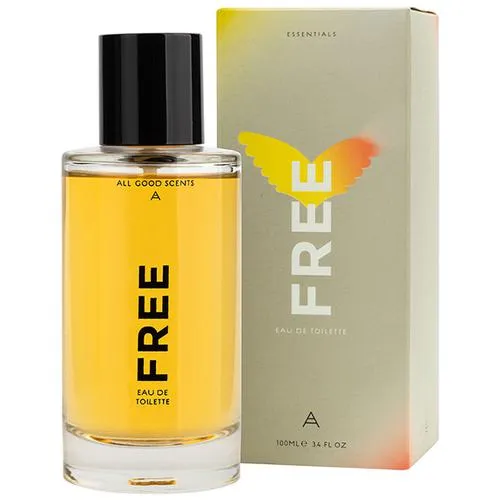 ALL GOOD SCENTS
A
FREE
EAU DE
TOILETTE
ESSENTIALS
FREE
EAU DE TOILETTE
A
100ML ℮ 3.4 FL OZ